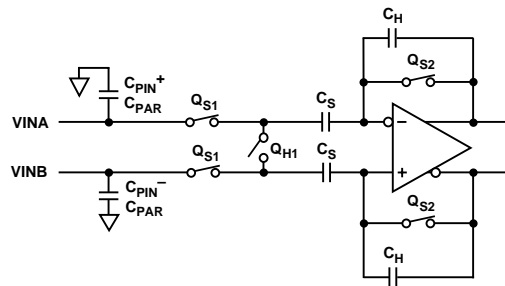 CH
QS2
CPIN+
CPAR
QS1
CS
VINA
−
QH1
QS1
CS
VINB
+
CPIN−
CPAR
QS2
CH